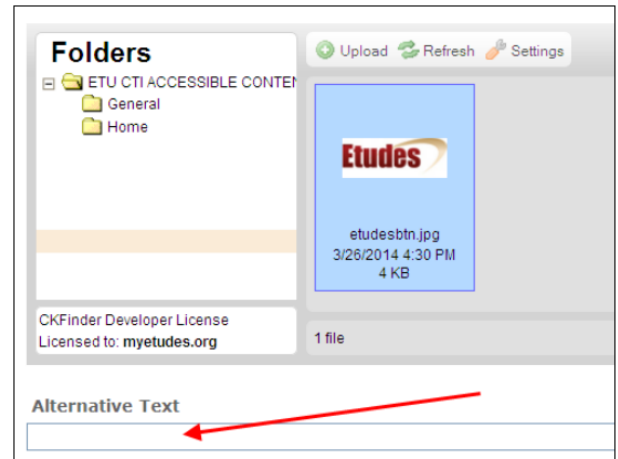 Folders
ETU CTI ACCESSIBLE CONTEN
General
Home
Upload Refresh Settings
Etudes
etudesbtn.jpg
3/26/2014 4:30 PM
4 KB
CKFinder Developer License
Licensed to: myetudes.org
1 file
Alternative Text